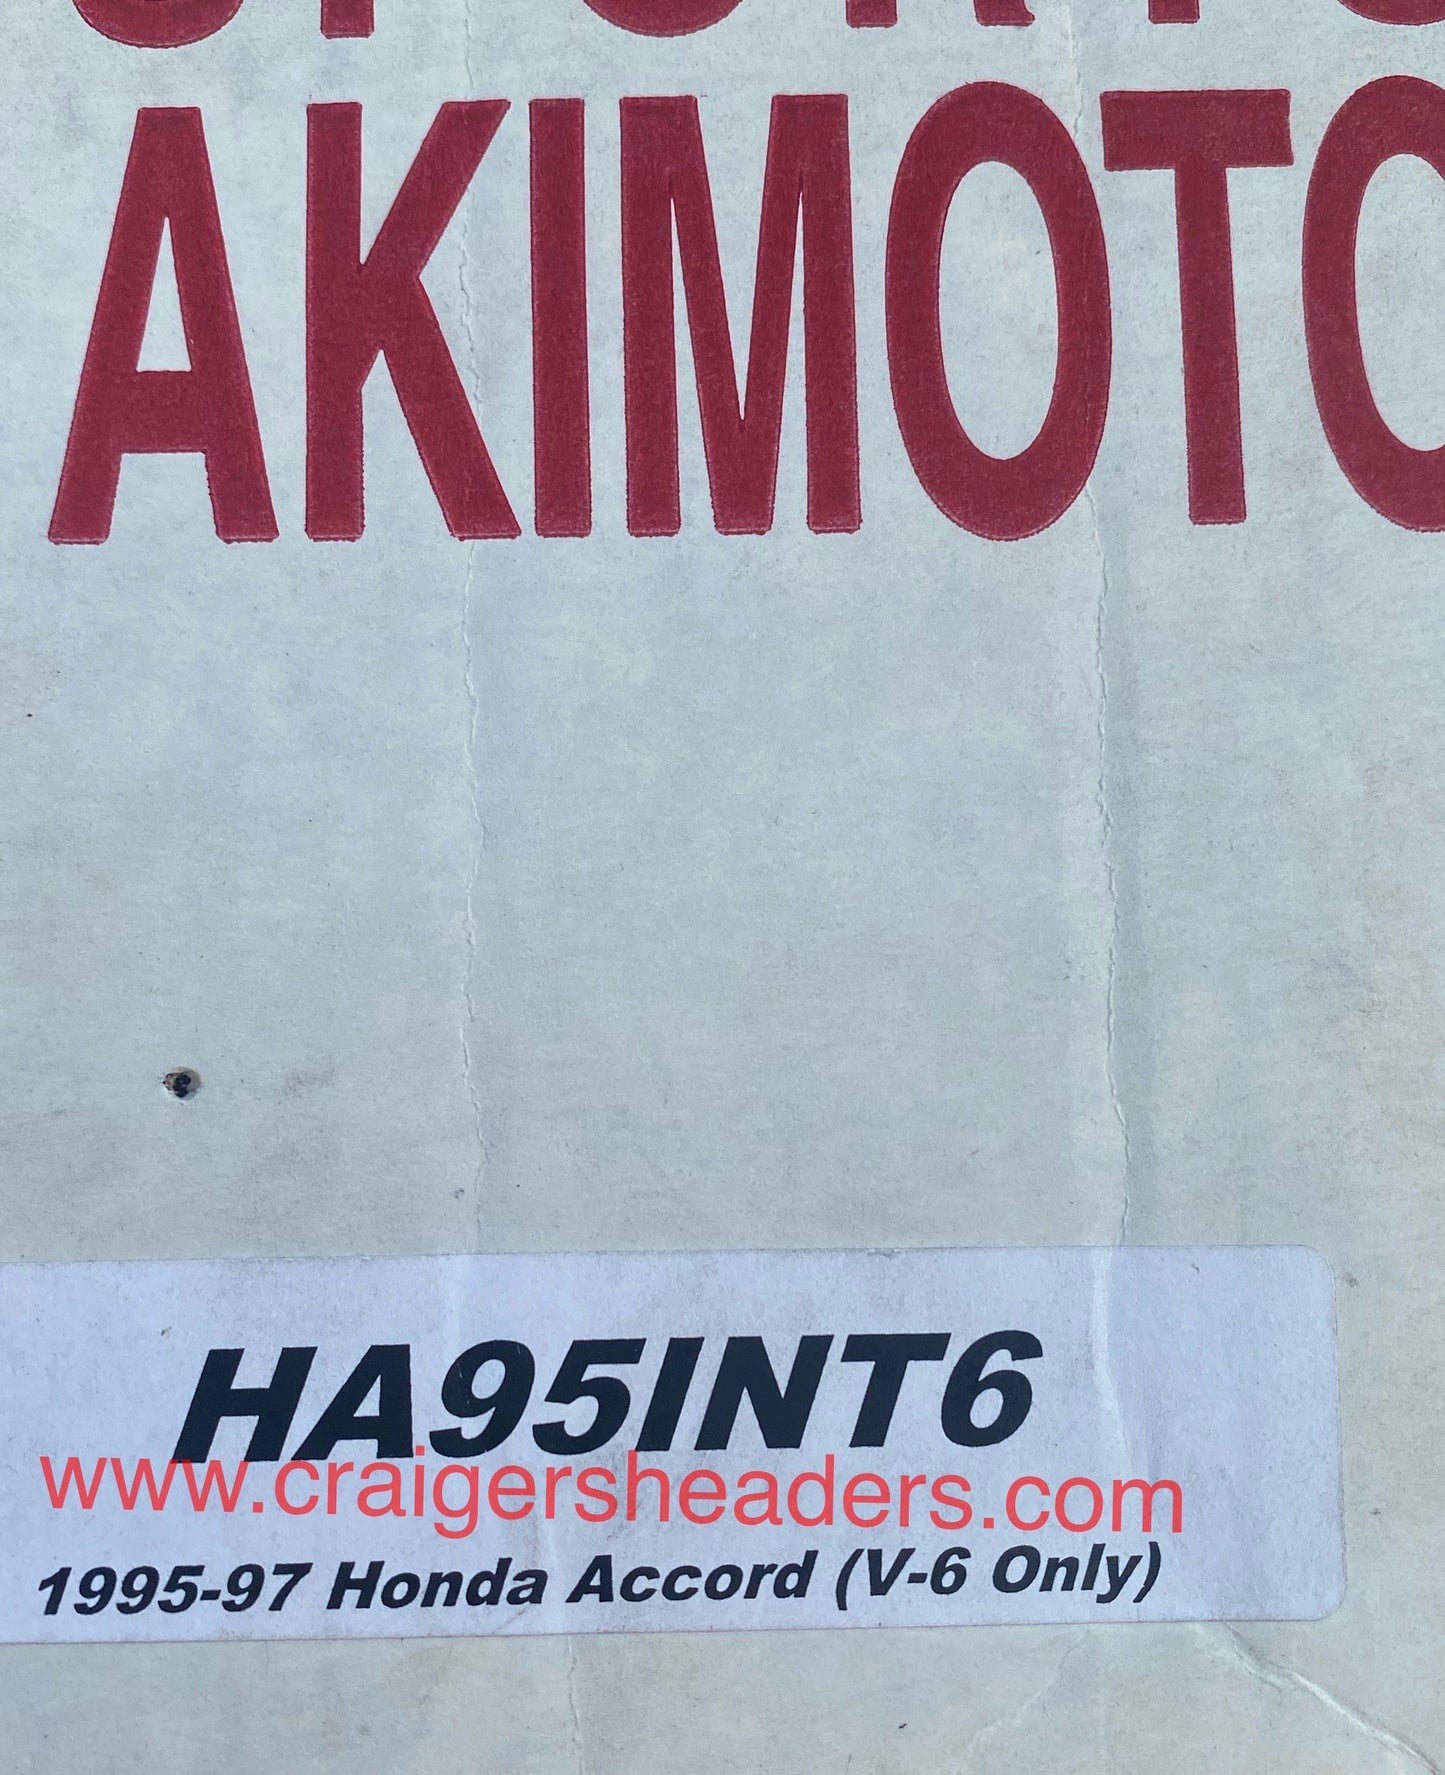 AKIMOTO
HA95INT6
www.craigersheaders.com
1995-97 Honda Accord (V-6 Only)